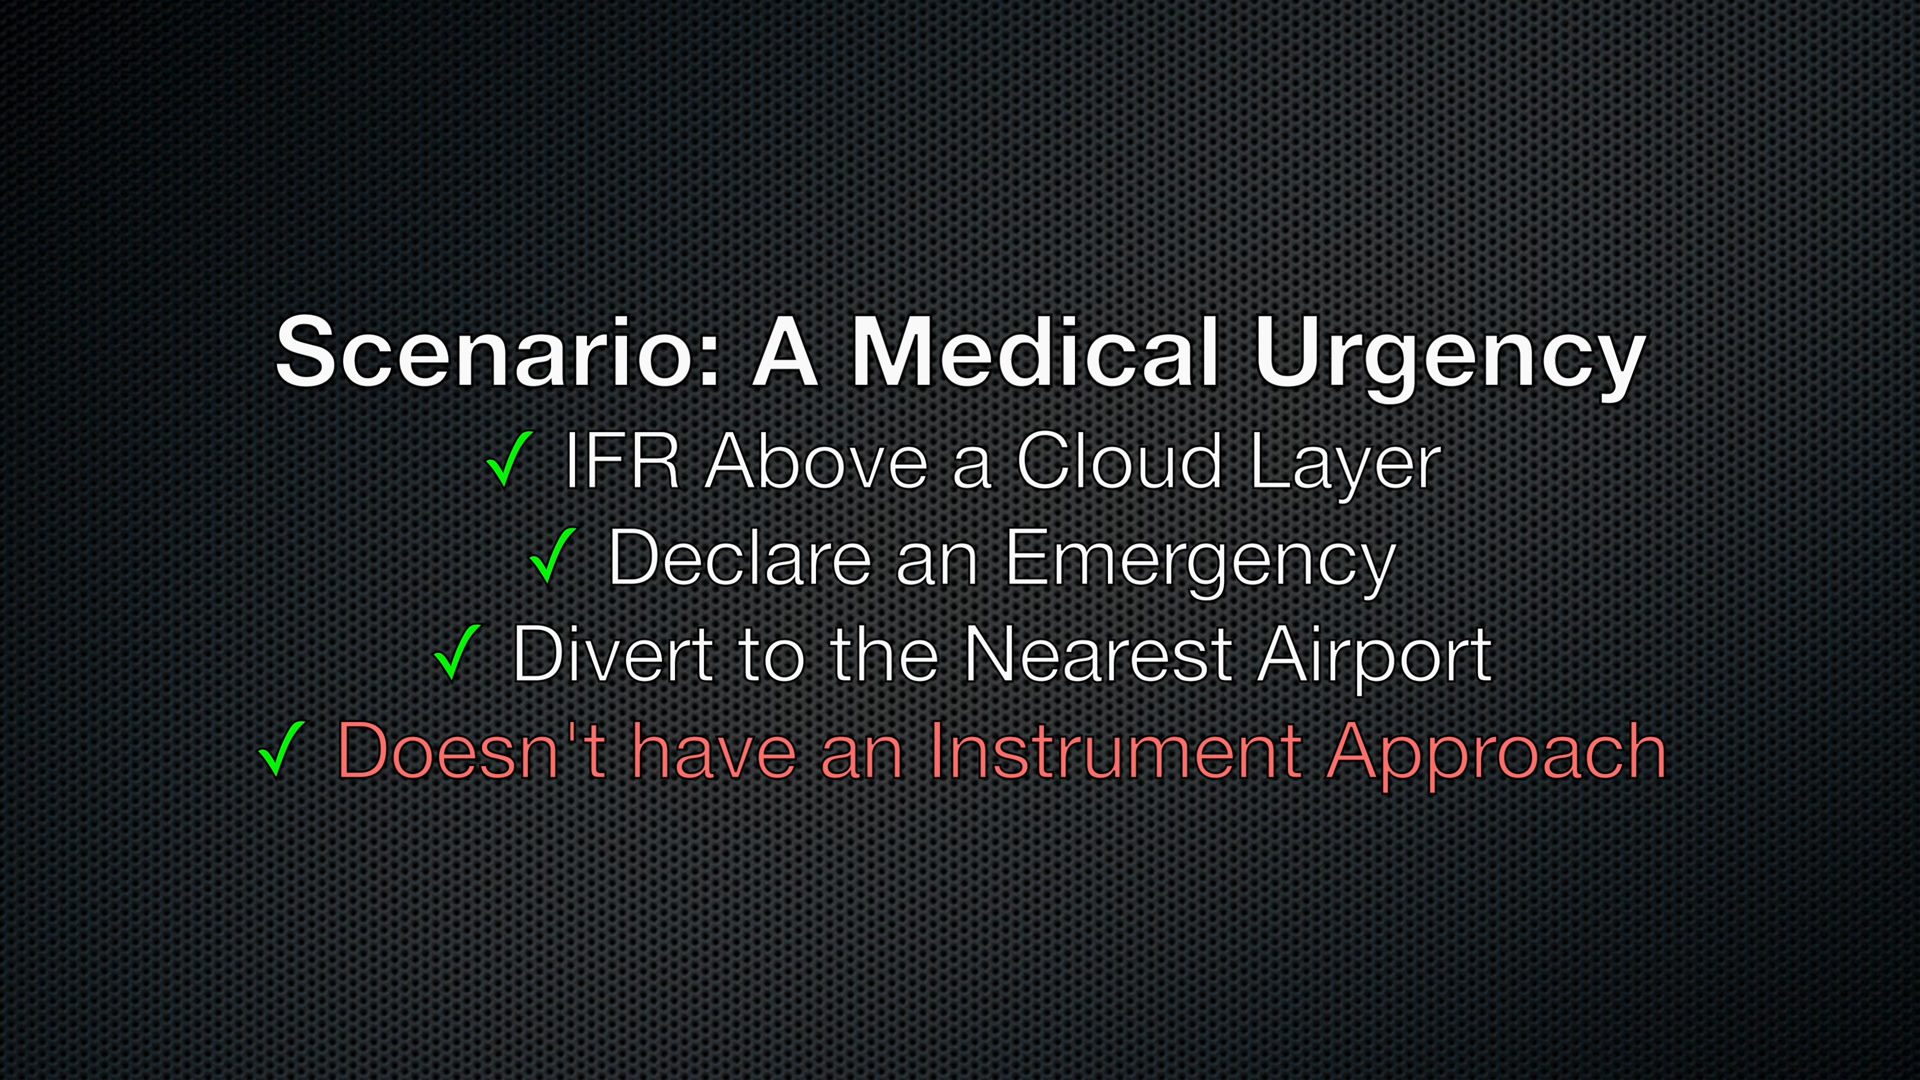 Scenario: A Medical Urgency
✓ IFR Above a Cloud Layer
✓ Declare an Emergency
✓ Divert to the Nearest Airport
✓ Doesn't have an Instrument Approach